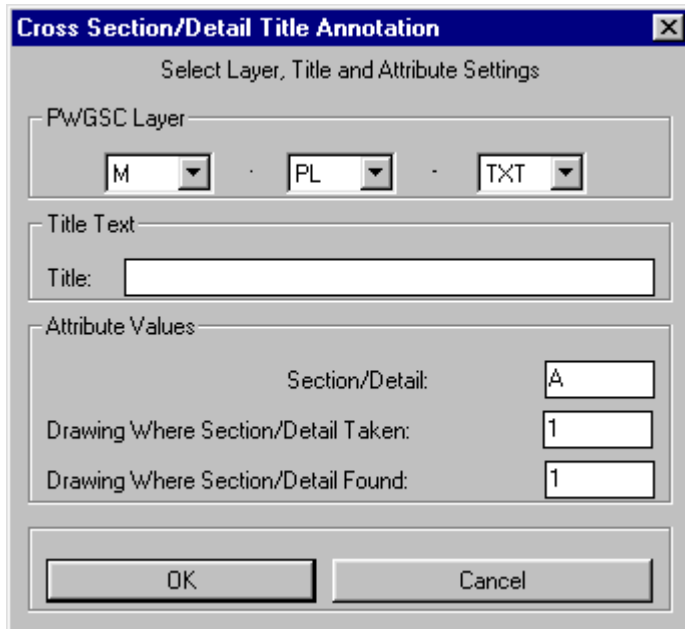 Cross Section/Detail Title Annotation
Select Layer, Title and Attribute Settings
PWGSC Layer
M - PL - TXT
Title Text
Title:
Attribute Values
Section/Detail: A
Drawing Where Section/Detail Taken: 1
Drawing Where Section/Detail Found: 1
OK Cancel